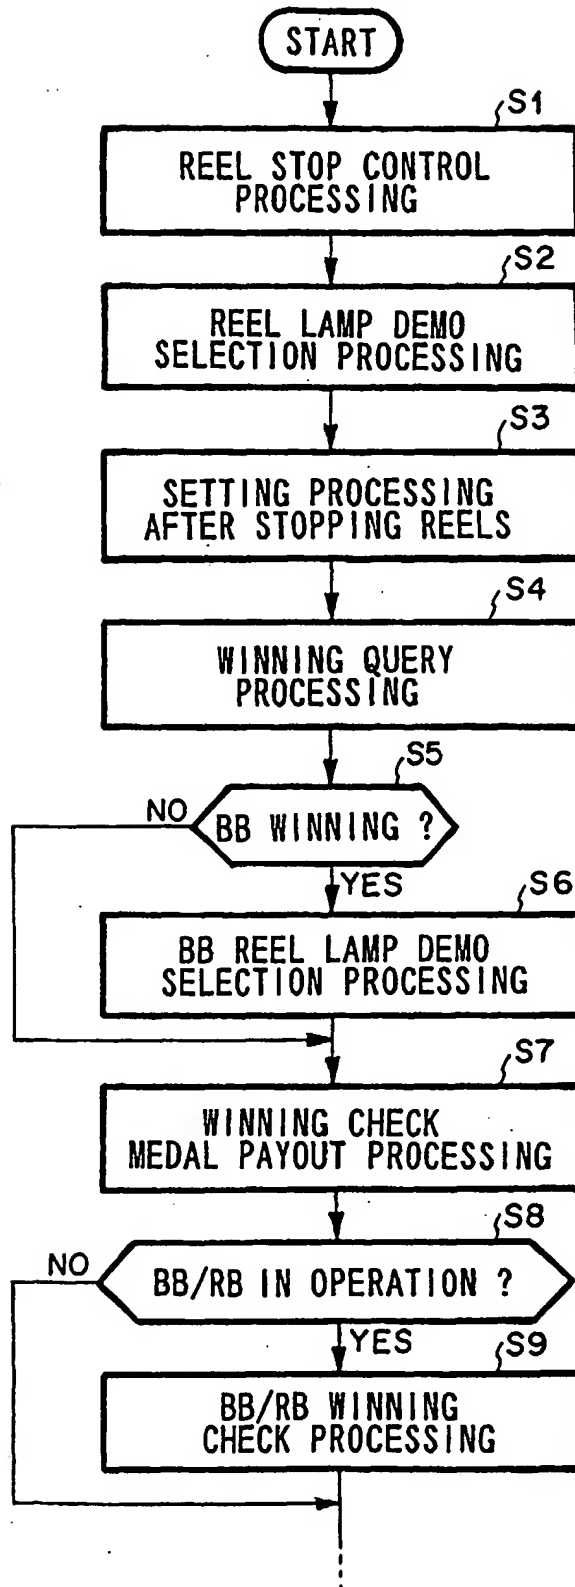 START
S1
REEL STOP CONTROL
PROCESSING
S2
REEL LAMP DEMO
SELECTION PROCESSING
S3
SETTING PROCESSING
AFTER STOPPING REELS
S4
WINNING QUERY
PROCESSING
S5
NO
BB WINNING ?
YES
S6
BB REEL LAMP DEMO
SELECTION PROCESSING
S7
WINNING CHECK
MEDAL PAYOUT PROCESSING
S8
NO
BB/RB IN OPERATION ?
YES
S9
BB/RB WINNING
CHECK PROCESSING